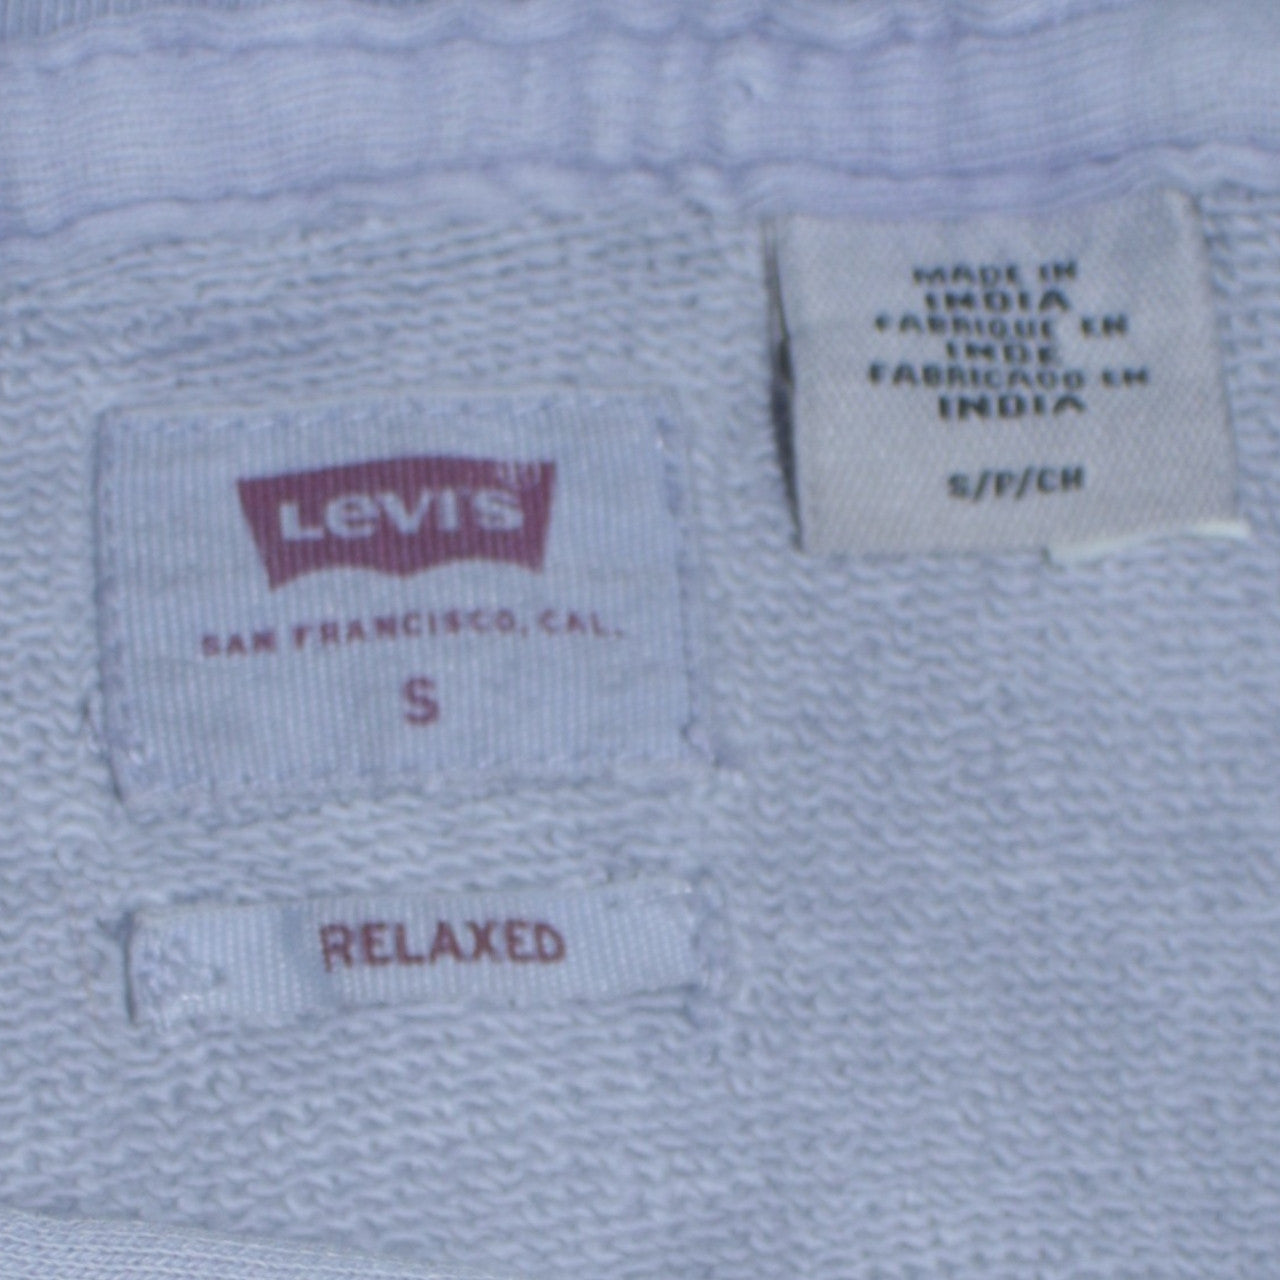 LEVI'S
SAN FRANCISCO, CAL.
S
RELAXED
MADE IN
INDIA
FABRIQUE EN
INDE
FABRICADO EN
INDIA
S/P/CH